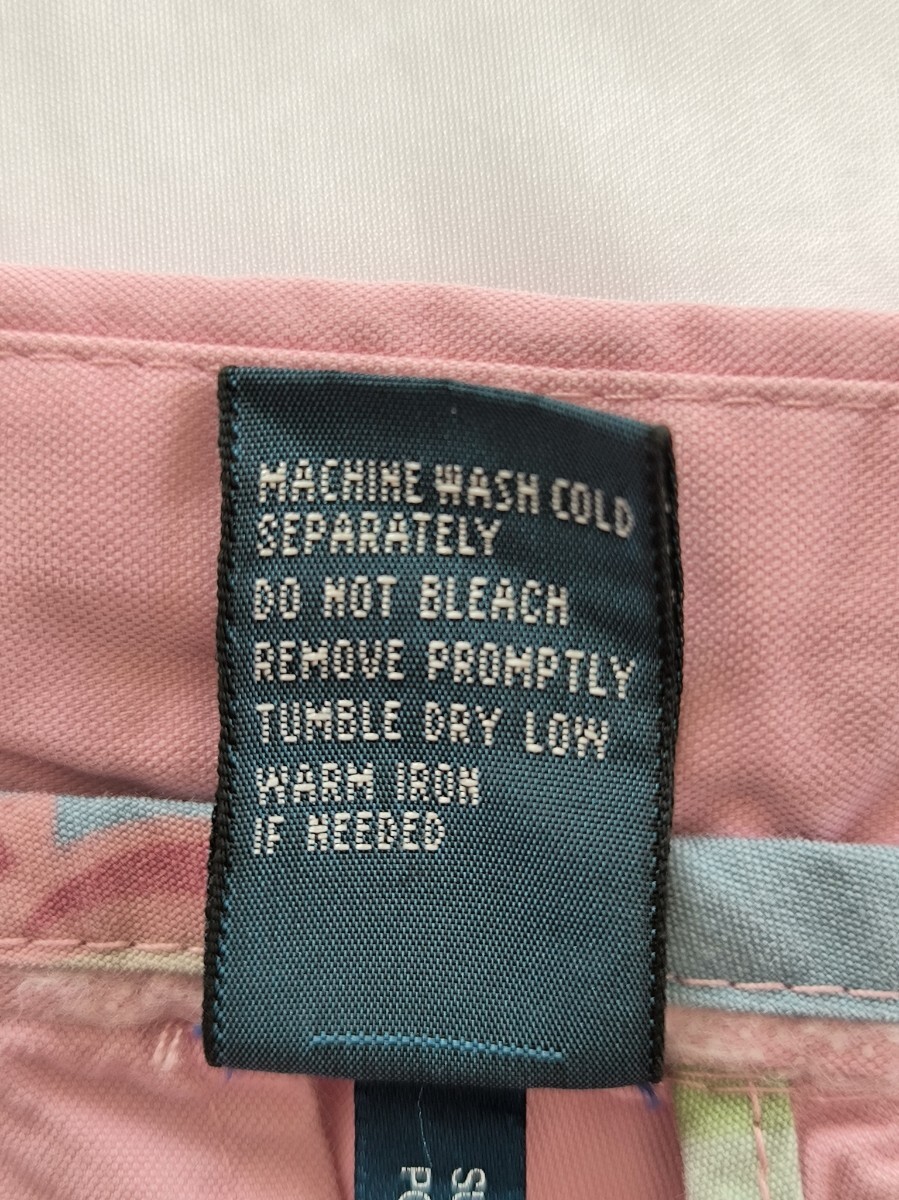 MACHINE WASH COLD
SEPARATELY
DO NOT BLEACH
REMOVE PROMPTLY
TUMBLE DRY LOW
WARM IRON
IF NEEDED